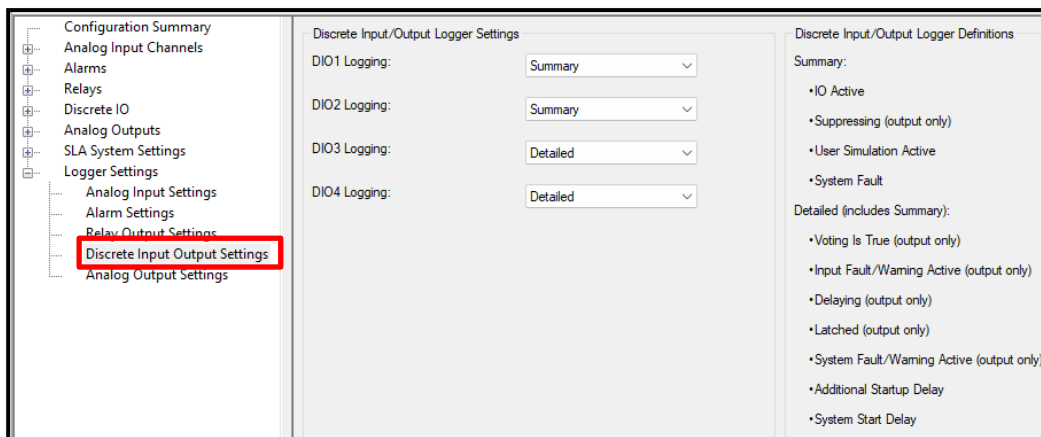 Configuration Summary
Analog Input Channels
Alarms
Relays
Discrete IO
Analog Outputs
SLA System Settings
Logger Settings
Analog Input Settings
Alarm Settings
Relay Output Settings
Discrete Input Output Settings
Analog Output Settings
Discrete Input/Output Logger Settings
DIO1 Logging: Summary
DIO2 Logging: Summary
DIO3 Logging: Detailed
DIO4 Logging: Detailed
Discrete Input/Output Logger Definitions
Summary:
•IO Active
•Suppressing (output only)
•User Simulation Active
•System Fault
Detailed (includes Summary):
•Voting Is True (output only)
•Input Fault/Warning Active (output only)
•Delaying (output only)
•Latched (output only)
•System Fault/Warning Active (output only)
•Additional Startup Delay
•System Start Delay